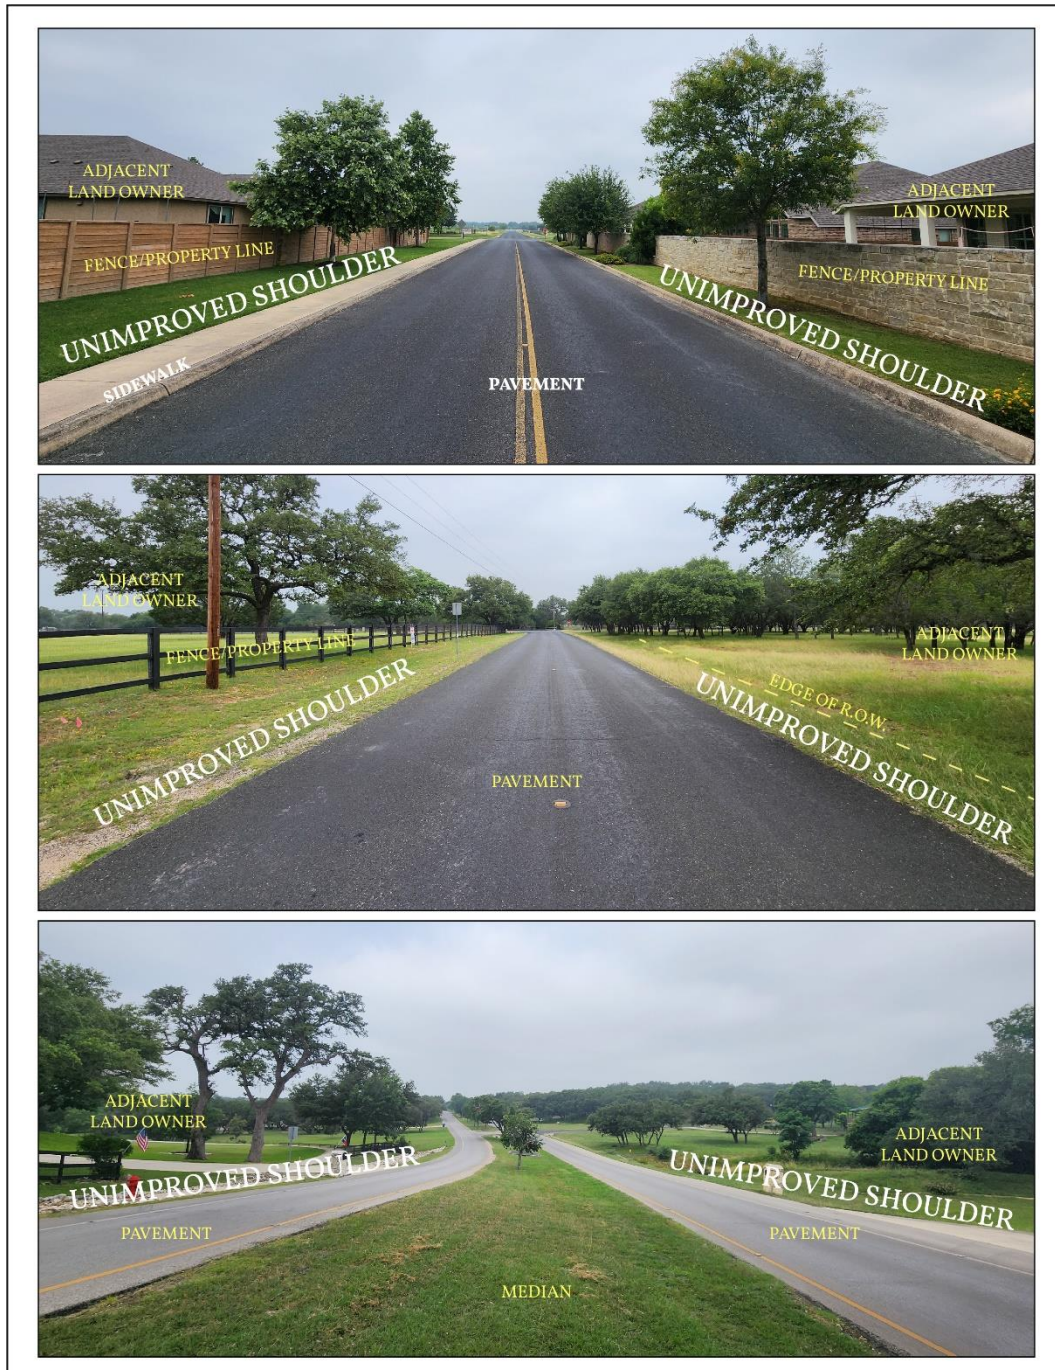 ADJACENT
LAND OWNER
FENCE/PROPERTY LINE
UNIMPROVED SHOULDER
SIDEWALK
PAVEMENT
ADJACENT
LAND OWNER
FENCE/PROPERTY LINE
UNIMPROVED SHOULDER
ADJACENT
LAND OWNER
FENCE/PROPERTY LINE
UNIMPROVED SHOULDER
PAVEMENT
ADJACENT
LAND OWNER
EDGE OF R.O.W.
UNIMPROVED SHOULDER
ADJACENT
LAND OWNER
UNIMPROVED SHOULDER
PAVEMENT
MEDIAN
ADJACENT
LAND OWNER
UNIMPROVED SHOULDER
PAVEMENT